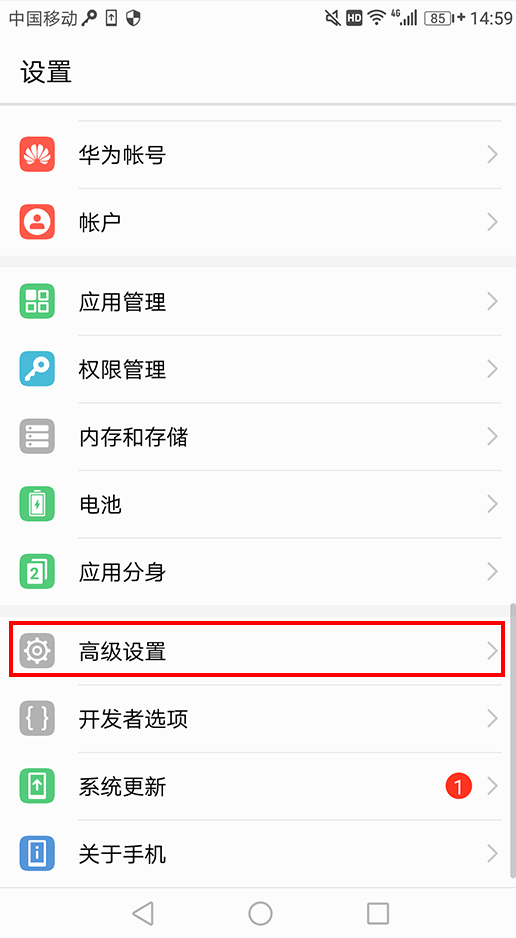 中国移动 HD 4G 85 14:59
设置
华为帐号
帐户
应用管理
权限管理
内存和存储
电池
2 应用分身
高级设置
{ } 开发者选项
系统更新 1
关于手机